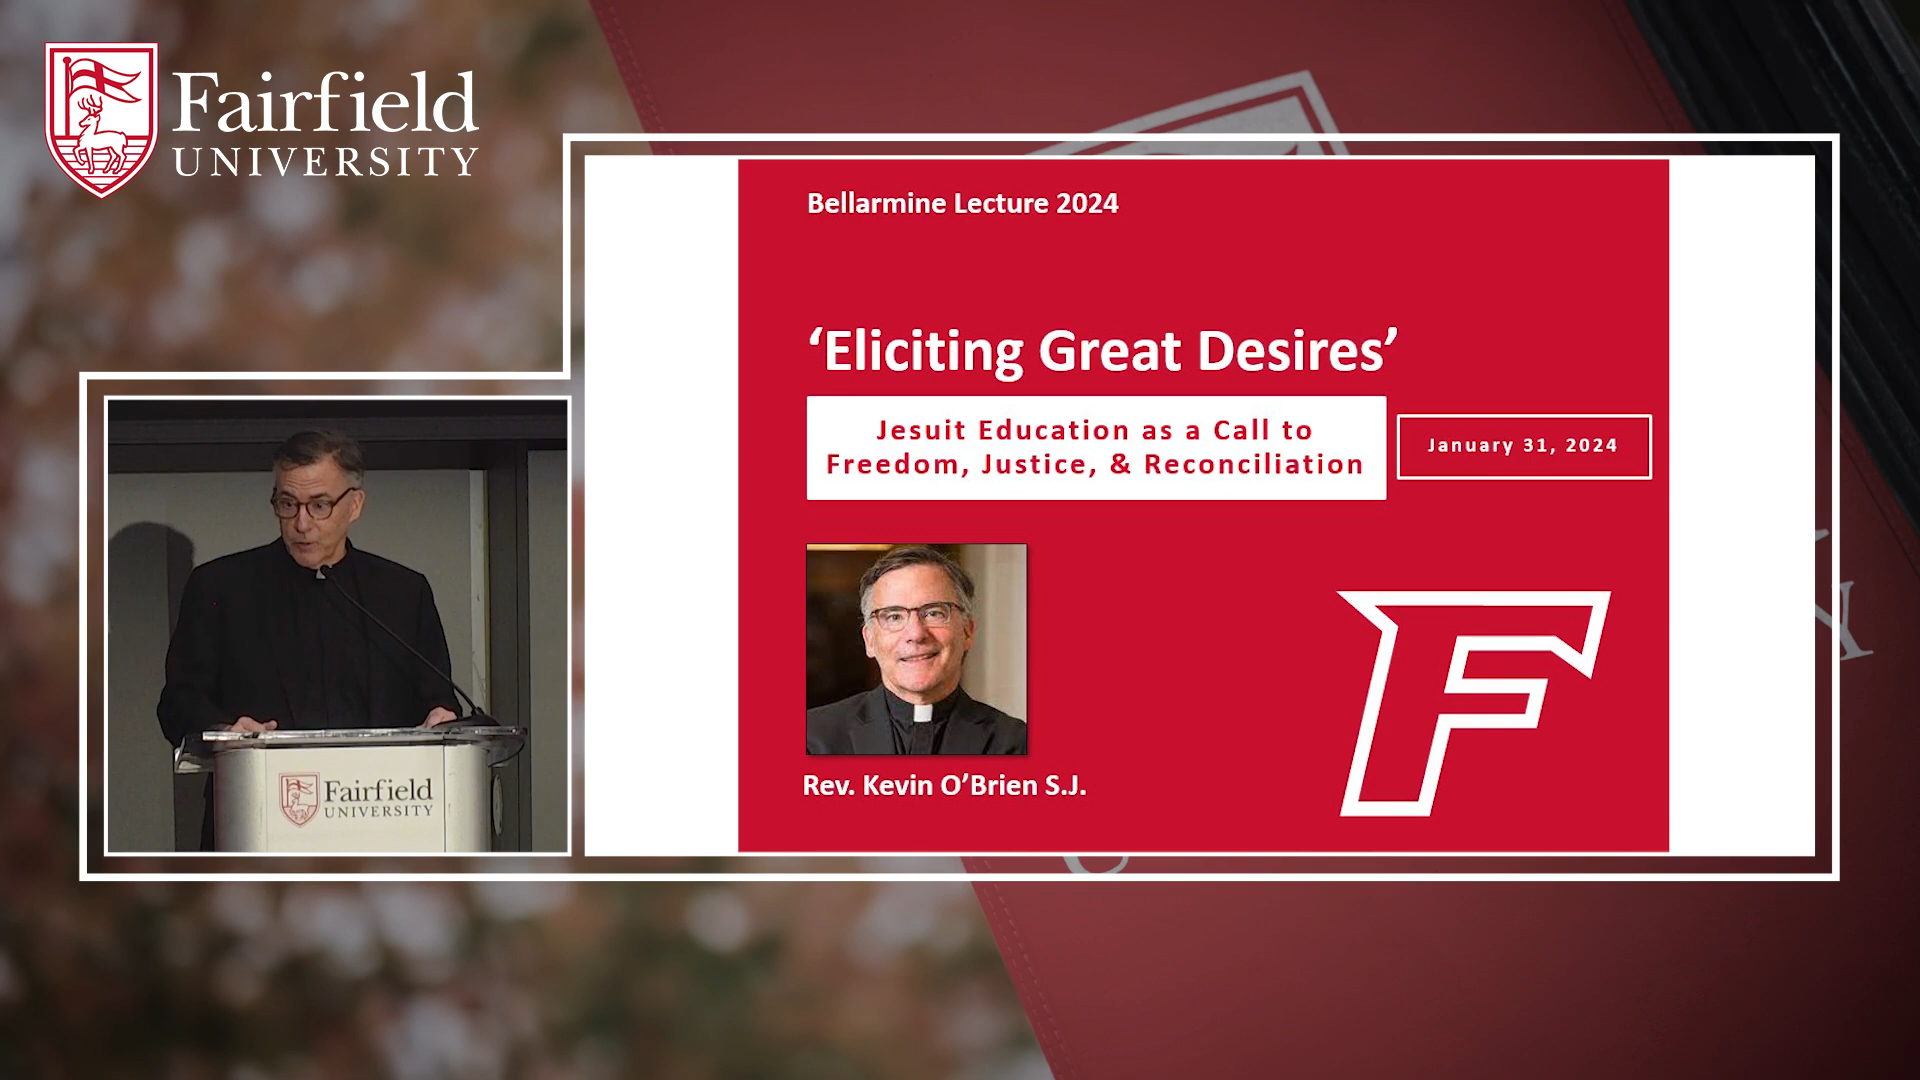 Fairfield
UNIVERSITY
Bellarmine Lecture 2024
‘Eliciting Great Desires’
Jesuit Education as a Call to
Freedom, Justice, & Reconciliation
January 31, 2024
Rev. Kevin O’Brien S.J.
F
Fairfield
UNIVERSITY